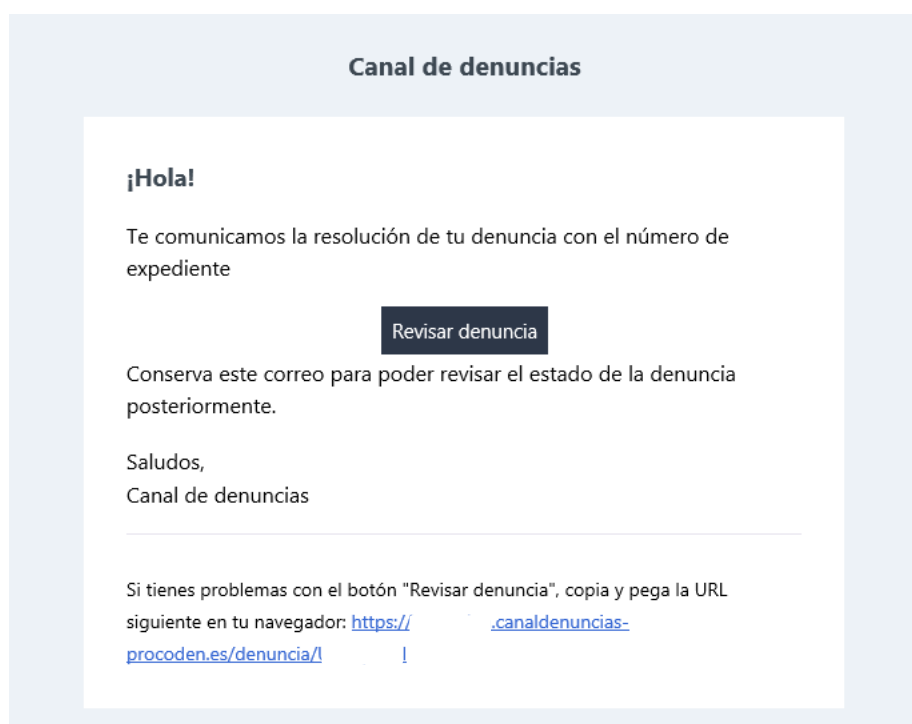 Canal de denuncias
¡Hola!
Te comunicamos la resolución de tu denuncia con el número de
expediente
Revisar denuncia
Conserva este correo para poder revisar el estado de la denuncia
posteriormente.
Saludos,
Canal de denuncias
Si tienes problemas con el botón "Revisar denuncia", copia y pega la URL
siguiente en tu navegador: https:// .canaldenuncias-
procoden.es/denuncia/